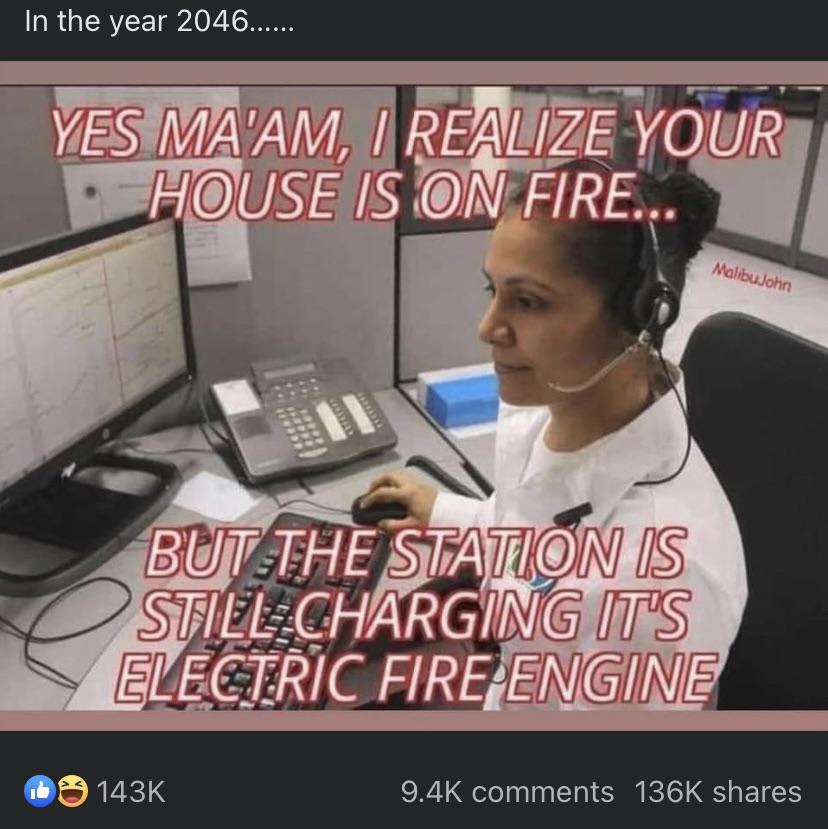 In the year 2046......
YES MA'AM, I REALIZE YOUR
HOUSE IS ON FIRE...
MalibuJohn
BUT THE STATION IS
STILL CHARGING IT'S
ELECTRIC FIRE ENGINE
143K
9.4K comments 136K shares